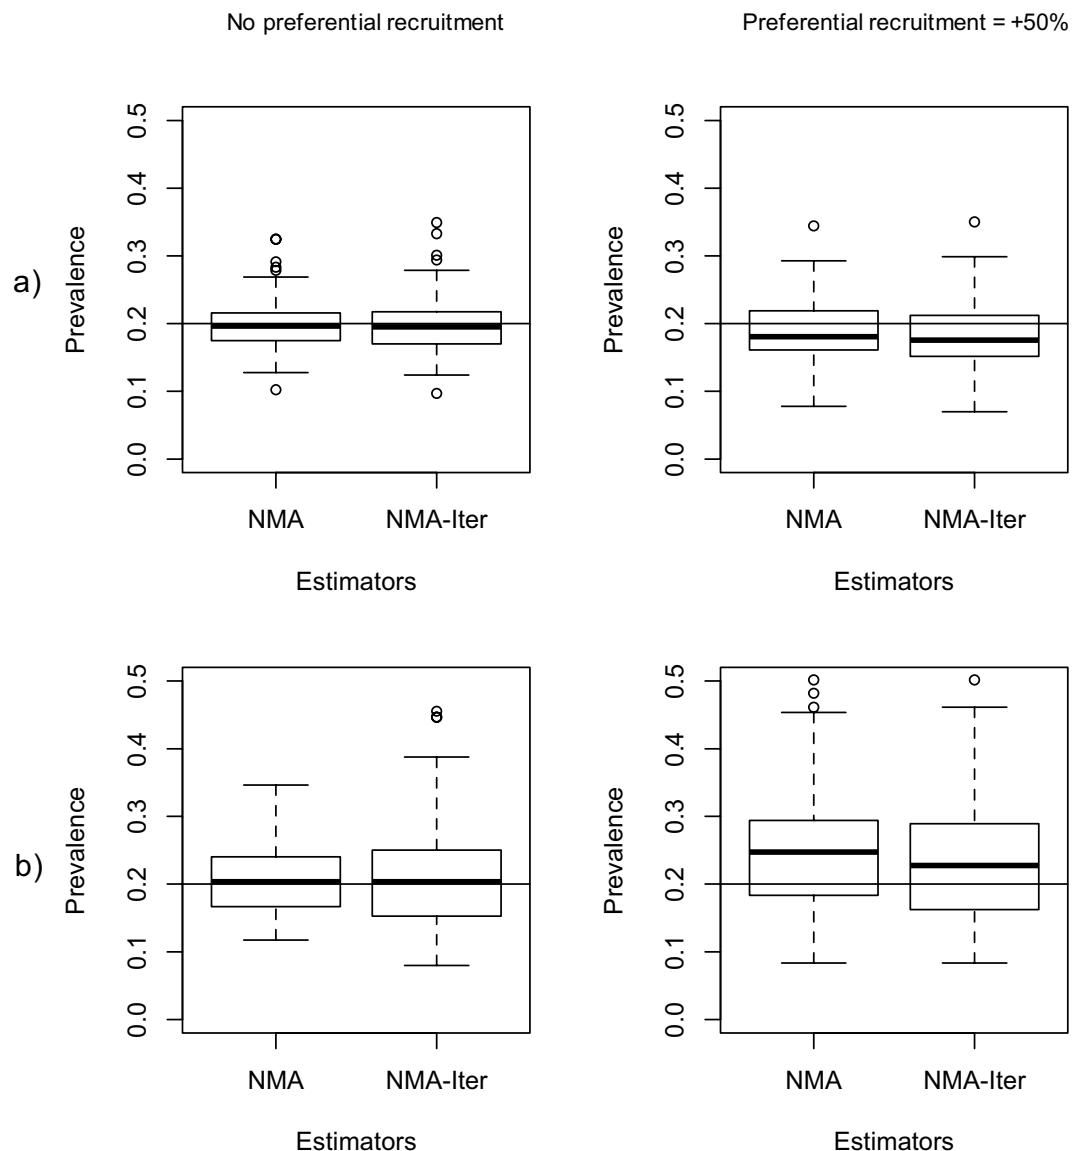 No preferential recruitment
Preferential recruitment = +50%
a)
Prevalence
0.0 0.1 0.2 0.3 0.4 0.5
NMA NMA-Iter
Estimators
Prevalence
0.0 0.1 0.2 0.3 0.4 0.5
NMA NMA-Iter
Estimators
b)
Prevalence
0.0 0.1 0.2 0.3 0.4 0.5
NMA NMA-Iter
Estimators
Prevalence
0.0 0.1 0.2 0.3 0.4 0.5
NMA NMA-Iter
Estimators